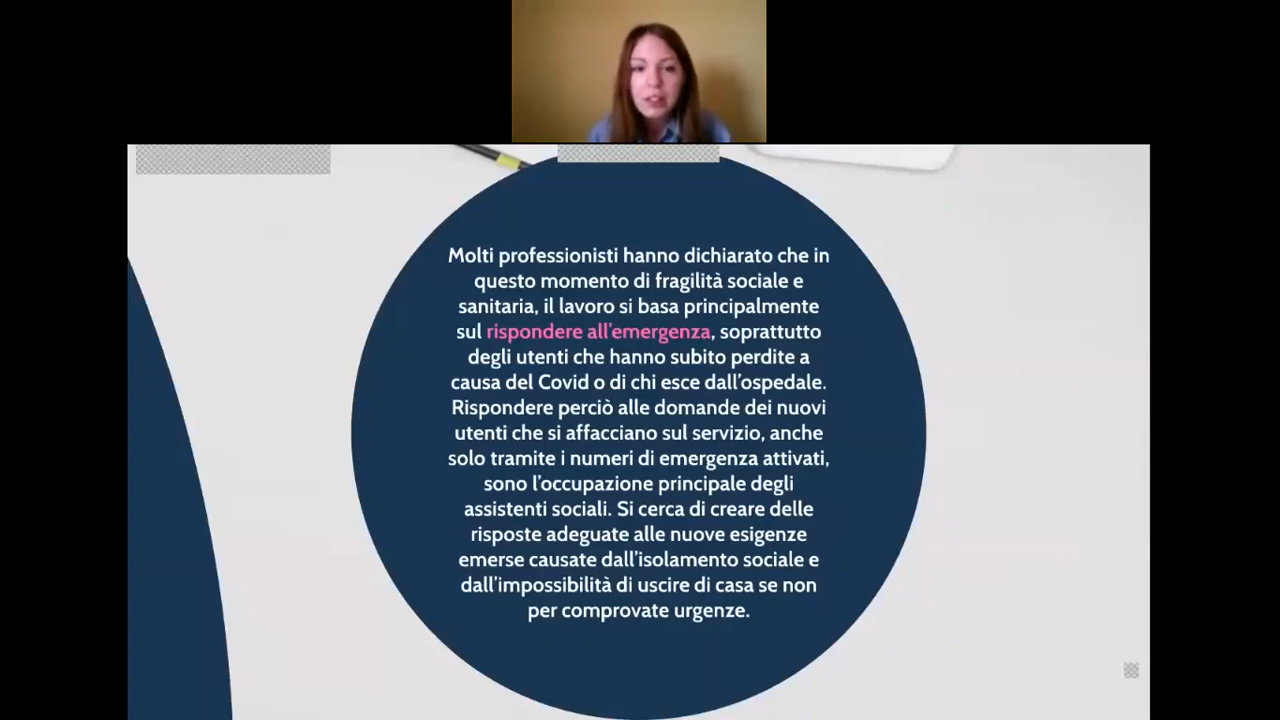 Molti professionisti hanno dichiarato che in
questo momento di fragilità sociale e
sanitaria, il lavoro si basa principalmente
sul rispondere all'emergenza, soprattutto
degli utenti che hanno subito perdite a
causa del Covid o di chi esce dall'ospedale.
Rispondere perciò alle domande dei nuovi
utenti che si affacciano sul servizio, anche
solo tramite i numeri di emergenza attivati,
sono l'occupazione principale degli
assistenti sociali. Si cerca di creare delle
risposte adeguate alle nuove esigenze
emerse causate dall'isolamento sociale e
dall'impossibilità di uscire di casa se non
per comprovate urgenze.